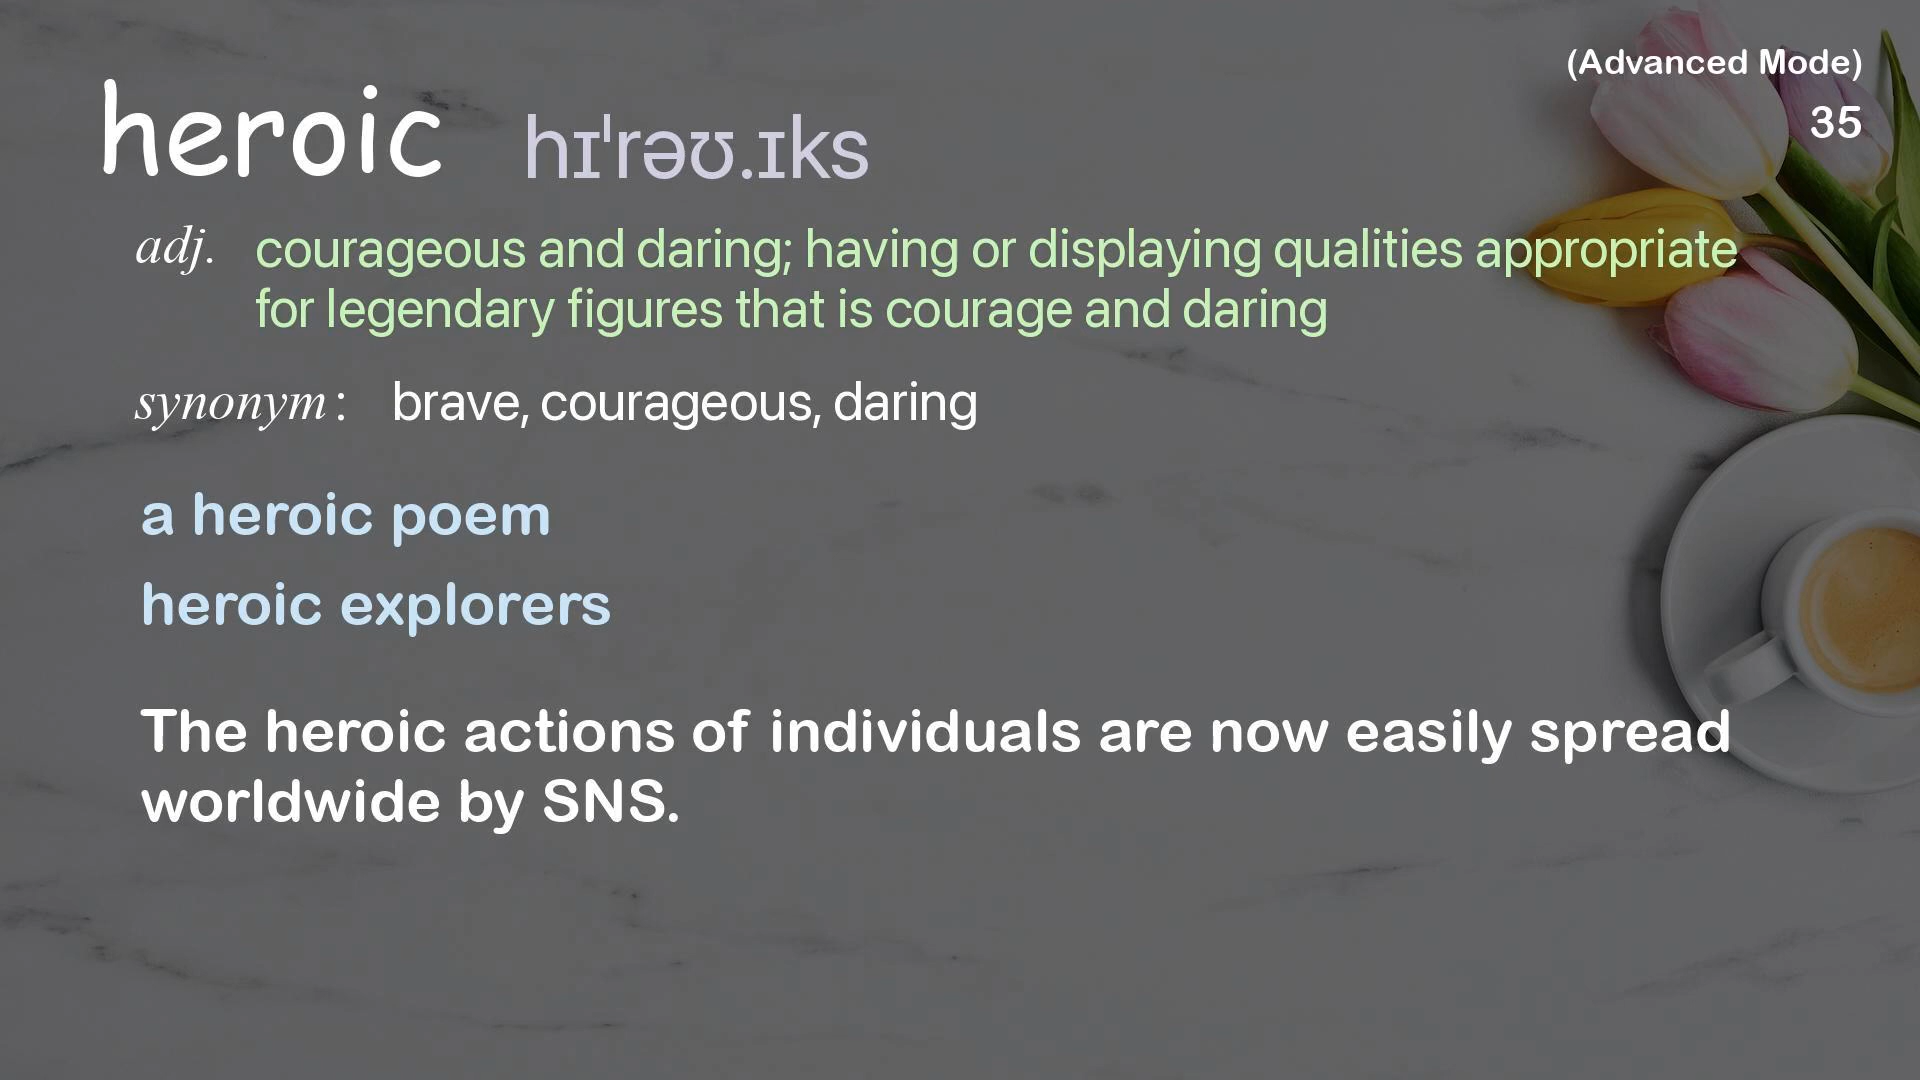 (Advanced Mode)
35
heroic hɪˈrəʊ.ɪks
adj. courageous and daring; having or displaying qualities appropriate
for legendary figures that is courage and daring
synonym : brave, courageous, daring
a heroic poem
heroic explorers
The heroic actions of individuals are now easily spread
worldwide by SNS.